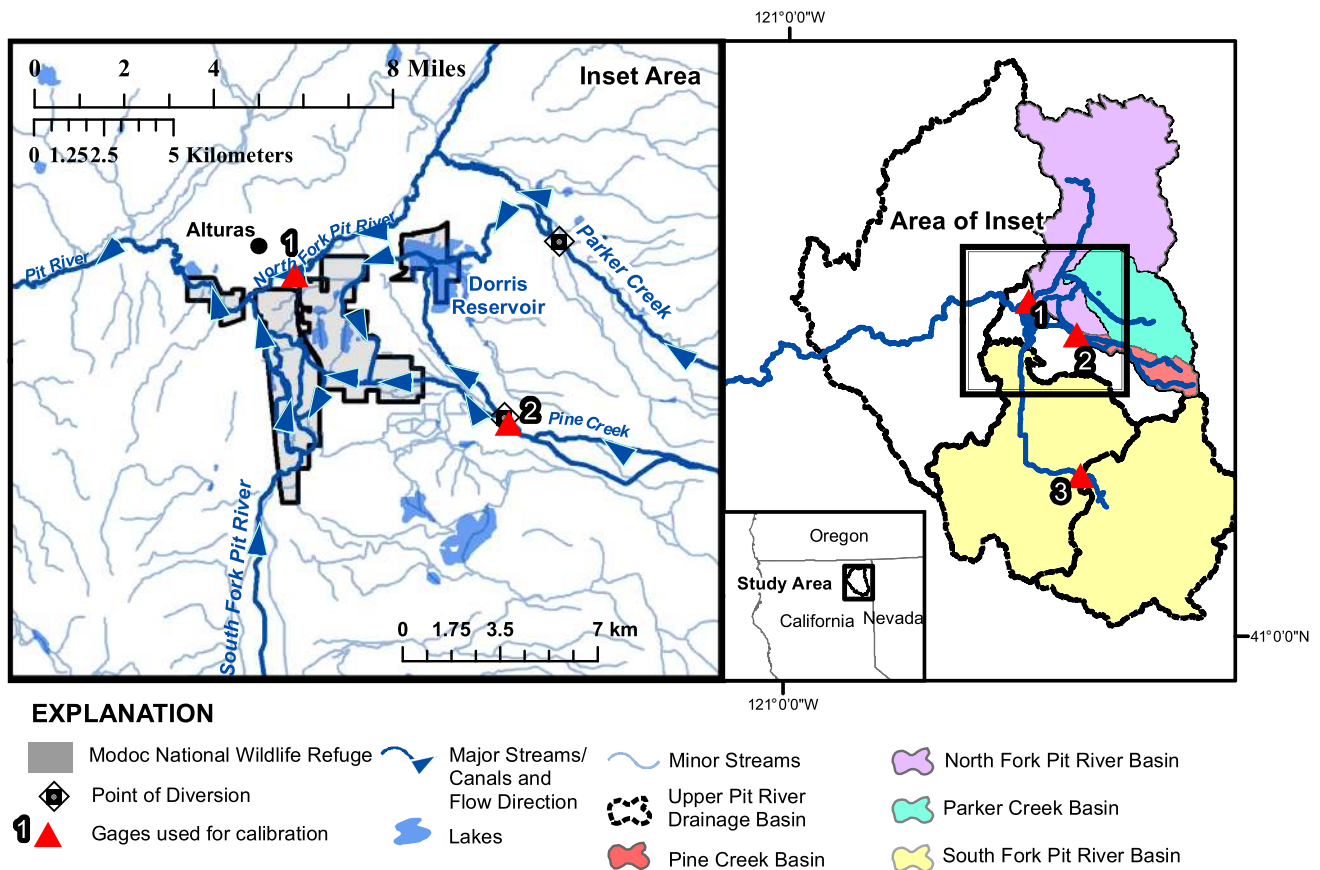 121°0'0"W
0 2 4 8 Miles
Inset Area
0 1.25 2.5 5 Kilometers
Alturas
1
North Fork Pit River
Pit River
Parker Creek
Dorris
Reservoir
2
Pine Creek
South Fork Pit River
0 1.75 3.5 7 km
Area of Inset
1
2
3
Oregon
Study Area
California
Nevada
41°0'0"N
121°0'0"W
EXPLANATION
Modoc National Wildlife Refuge
Point of Diversion
1
Gages used for calibration
Major Streams/
Canals and
Flow Direction
Lakes
Minor Streams
Upper Pit River
Drainage Basin
Pine Creek Basin
North Fork Pit River Basin
Parker Creek Basin
South Fork Pit River Basin